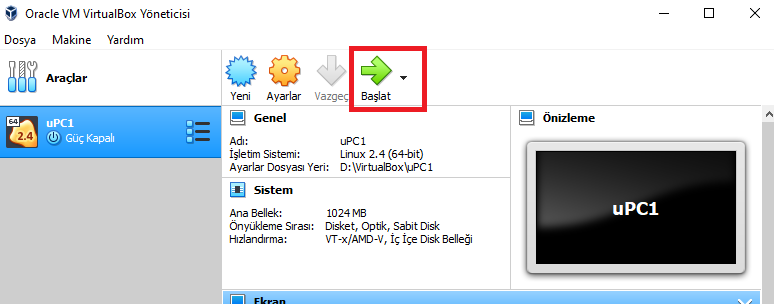 Oracle VM VirtualBox Yöneticisi
Dosya Makine Yardım
Araçlar
Yeni Ayarlar Vazgeç Başlat
64
2.4
uPC1
Güç Kapalı
Genel
Adı: uPC1
İşletim Sistemi: Linux 2.4 (64-bit)
Ayarlar Dosyası Yeri: D:\VirtualBox\uPC1
Sistem
Ana Bellek: 1024 MB
Önyükleme Sırası: Disket, Optik, Sabit Disk
Hızlandırma: VT-x/AMD-V, İç İçe Disk Belleği
Önizleme
uPC1
Ekran